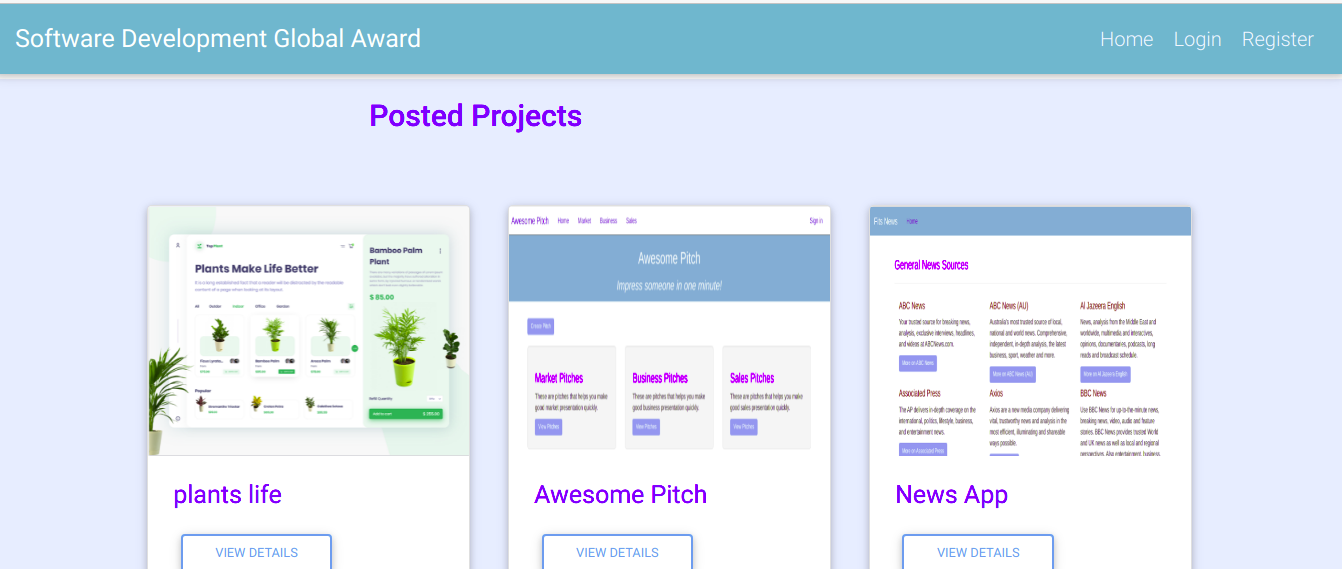 Software Development Global Award
Home Login Register
Posted Projects
Plants Make Life Better
Bamboo Palm
Plant
$ 85.00
Awesome Pitch Home Market Business Sales Sign In
Awesome Pitch
Impress someone in one minute!
Create Pitch
Market Pitches
These are pitches that helps you make
good market presentation quickly.
View Pitches
Business Pitches
These are pitches that helps you make
good business presentation quickly.
View Pitches
Sales Pitches
These are pitches that helps you make
good sales presentation quickly.
View Pitches
Fits News Home
General News Sources
ABC News
Your trusted source for breaking news,
analysis, exclusive interviews, headlines,
and videos at ABCNews.com.
More on ABC News
ABC News (AU)
Australia's most trusted source of local,
national and world news. Comprehensive,
independent, in-depth analysis, the latest
business, sport, weather and more.
More on ABC News (AU)
Al Jazeera English
News, analysis from the Middle East and
worldwide, multimedia and interactives,
opinions, documentaries, podcasts, long
reads and broadcast schedule.
More on Al Jazeera English
Associated Press
The AP delivers in-depth coverage on the
international, politics, lifestyle, business,
and entertainment news.
More on Associated Press
Axios
Axios are a new media company delivering
vital, trustworthy news and analysis in the
most efficient, illuminating and shareable
ways possible.
BBC News
Use BBC News for up-to-the-minute news,
breaking news, video, audio and feature
stories. BBC News provides trusted World
and UK news as well as local and regional
perspectives. Also entertainment, business,
plants life
VIEW DETAILS
Awesome Pitch
VIEW DETAILS
News App
VIEW DETAILS